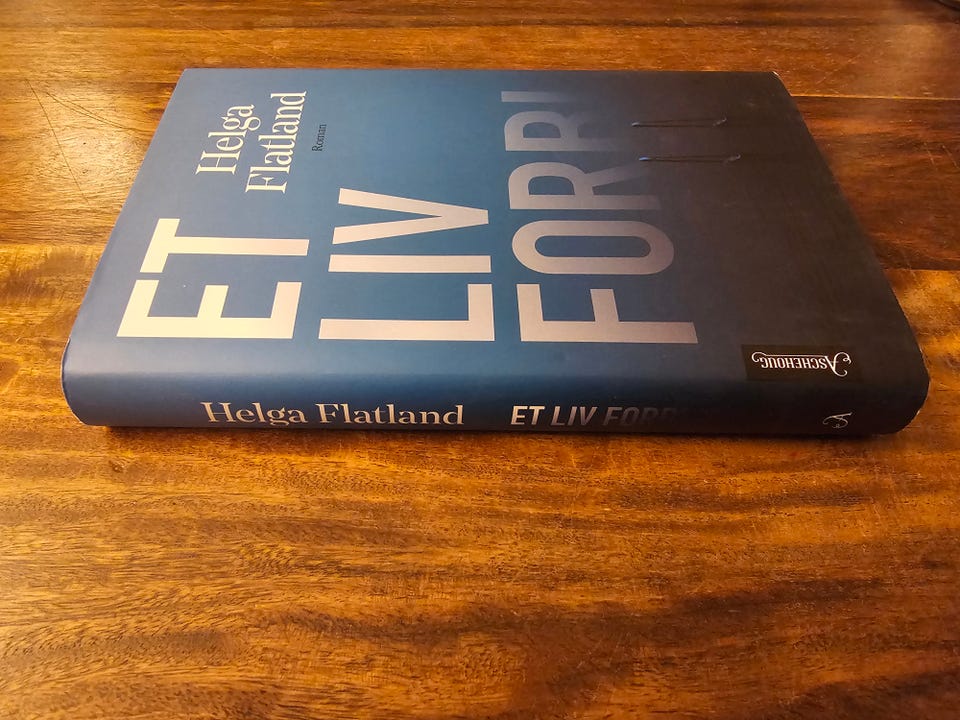 Helga
Flatland
Roman
ET
LIV
FORBI
ASCHEHOUG
Helga Flatland
ET LIV FORB
A